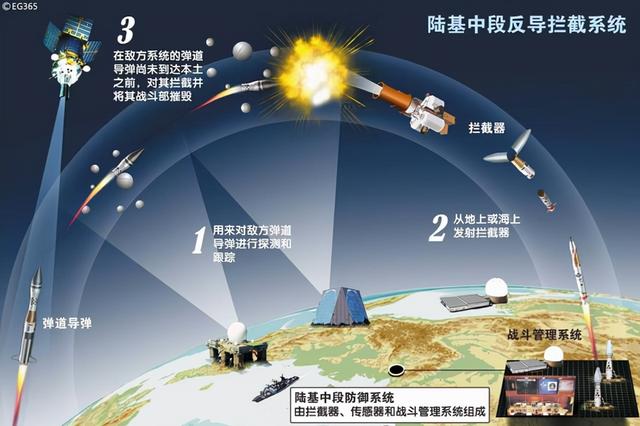 ©EG365
陆基中段反导拦截系统
3
在敌方系统的弹道
导弹尚未到达本土
之前，对其拦截并
将其战斗部摧毁
拦截器
1
用来对敌方弹道
导弹进行探测和
跟踪
2
从地上或海上
发射拦截器
弹道导弹
战斗管理系统
陆基中段防御系统
由拦截器、传感器和战斗管理系统组成